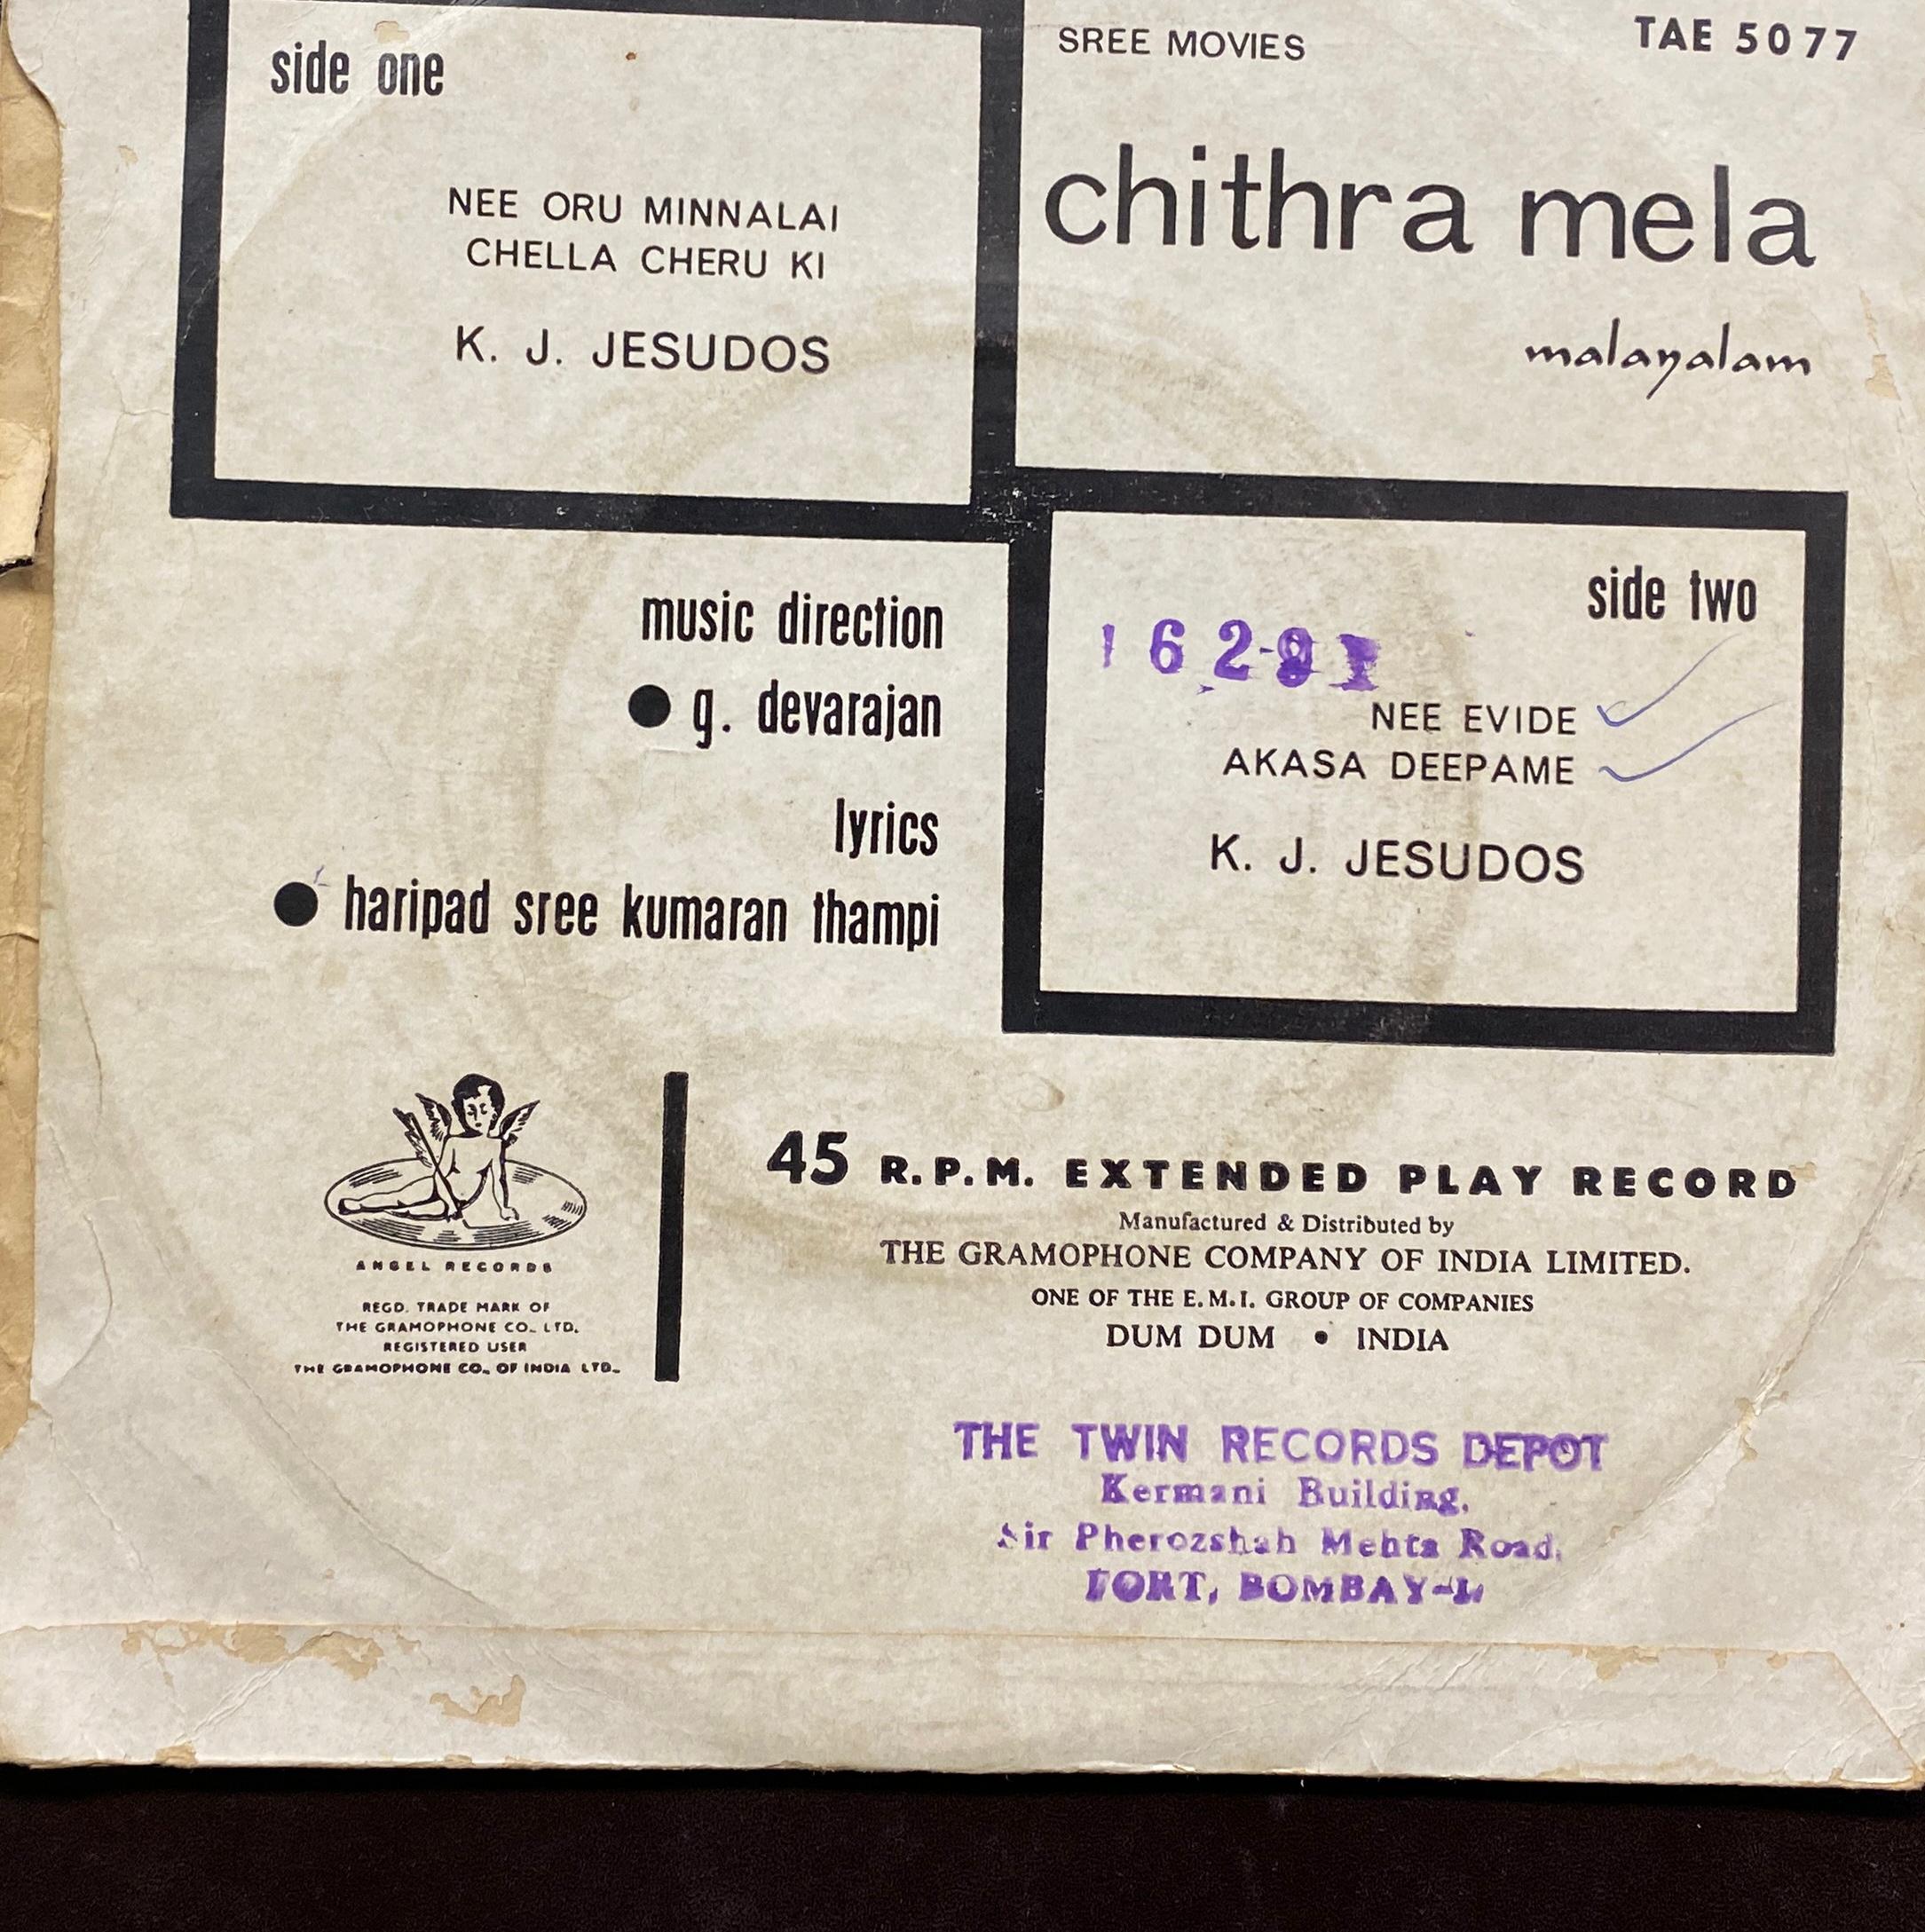 side one
NEE ORU MINNALAI
CHELLA CHERU KI
K. J. JESUDOS
SREE MOVIES
TAE 5077
chithra mela
malayalam
music direction
● g. devarajan
lyrics
● haripad sree kumaran thampi
side two
NEE EVIDE
AKASA DEEPAME
K. J. JESUDOS
ANGEL RECORDS
REGD. TRADE MARK OF
THE GRAMOPHONE CO. LTD.
REGISTERED USER
THE GRAMOPHONE CO. OF INDIA LTD.
45 R.P.M. EXTENDED PLAY RECORD
Manufactured & Distributed by
THE GRAMOPHONE COMPANY OF INDIA LIMITED.
ONE OF THE E.M.I. GROUP OF COMPANIES
DUM DUM • INDIA
THE TWIN RECORDS DEPOT
Kermani Building,
Sir Pherozshah Mehta Road,
FORT, BOMBAY-1